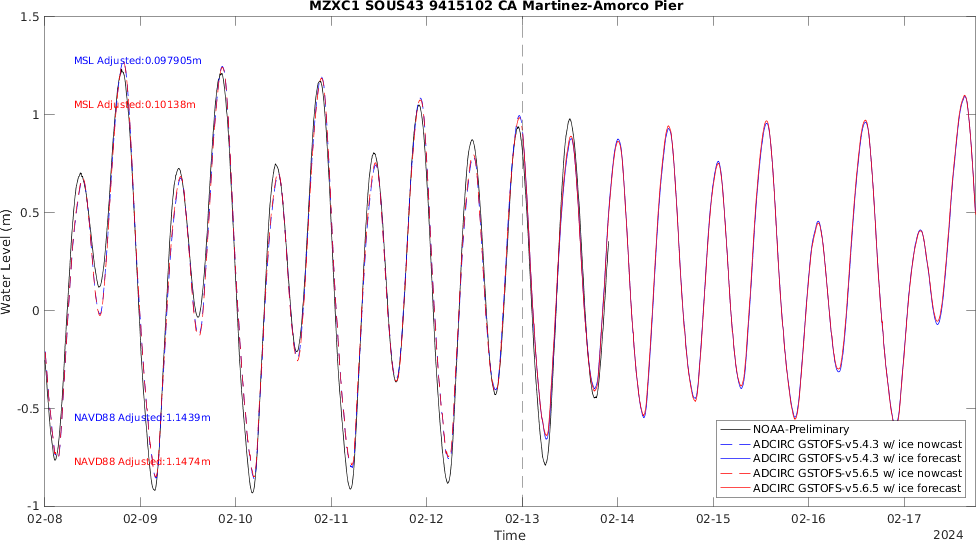 MZXC1 SOUS43 9415102 CA Martinez-Amorco Pier
1.5
MSL Adjusted:0.097905m
MSL Adjusted:0.10138m
1
0.5
Water Level (m)
0
-0.5
NAVD88 Adjusted:1.1439m
NAVD88 Adjusted:1.1474m
-1
NOAA-Preliminary
ADCIRC GSTOFS-v5.4.3 w/ ice nowcast
ADCIRC GSTOFS-v5.4.3 w/ ice forecast
ADCIRC GSTOFS-v5.6.5 w/ ice nowcast
ADCIRC GSTOFS-v5.6.5 w/ ice forecast
02-08 02-09 02-10 02-11 02-12 02-13 02-14 02-15 02-16 02-17
Time
2024